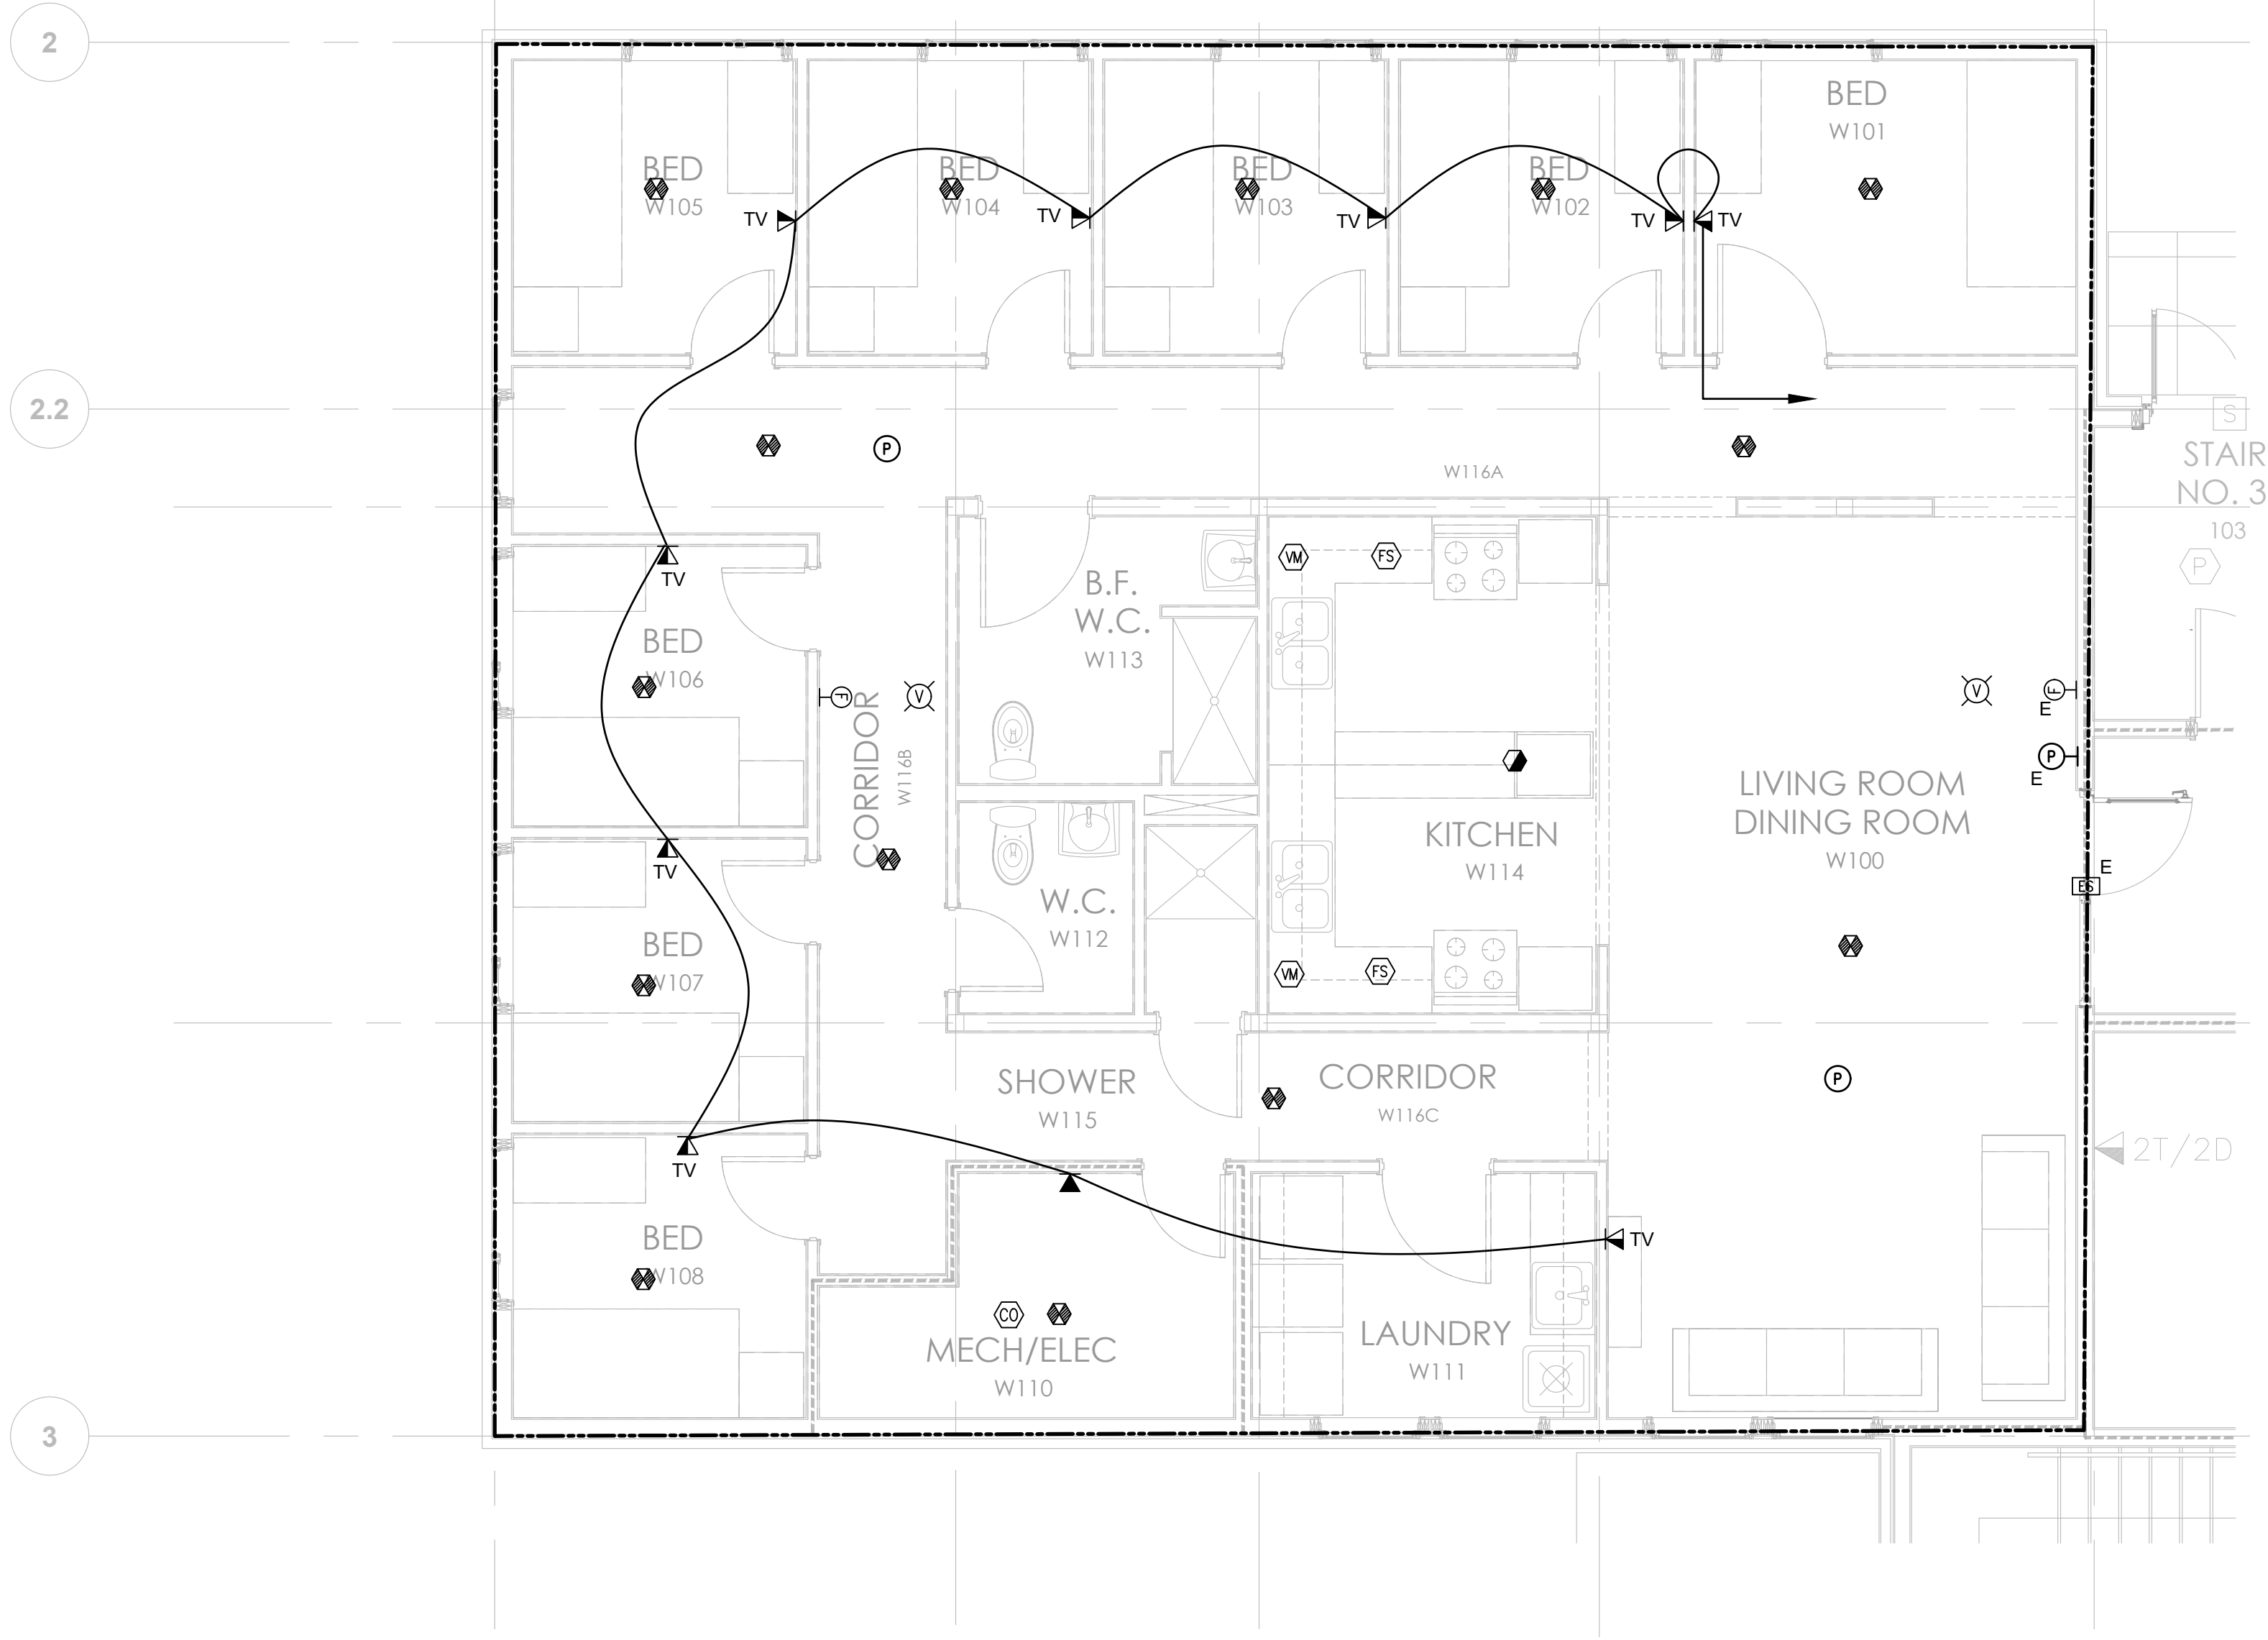 2
BED
W101
BED
W105
BED
W104
BED
W103
BED
W102
TV
TV
TV
TV
TV
2.2
S
STAIR
NO. 3
103
P
P
W116A
TV
VM
FS
B.F.
W.C.
W113
BED
W106
F
CORRIDOR
W116B
V
V
F
E
P
E
LIVING ROOM
DINING ROOM
W100
KITCHEN
W114
TV
E
ES
W.C.
W112
BED
W107
VM
FS
SHOWER
W115
CORRIDOR
W116C
P
2T/2D
TV
BED
W108
TV
CO
MECH/ELEC
W110
LAUNDRY
W111
3